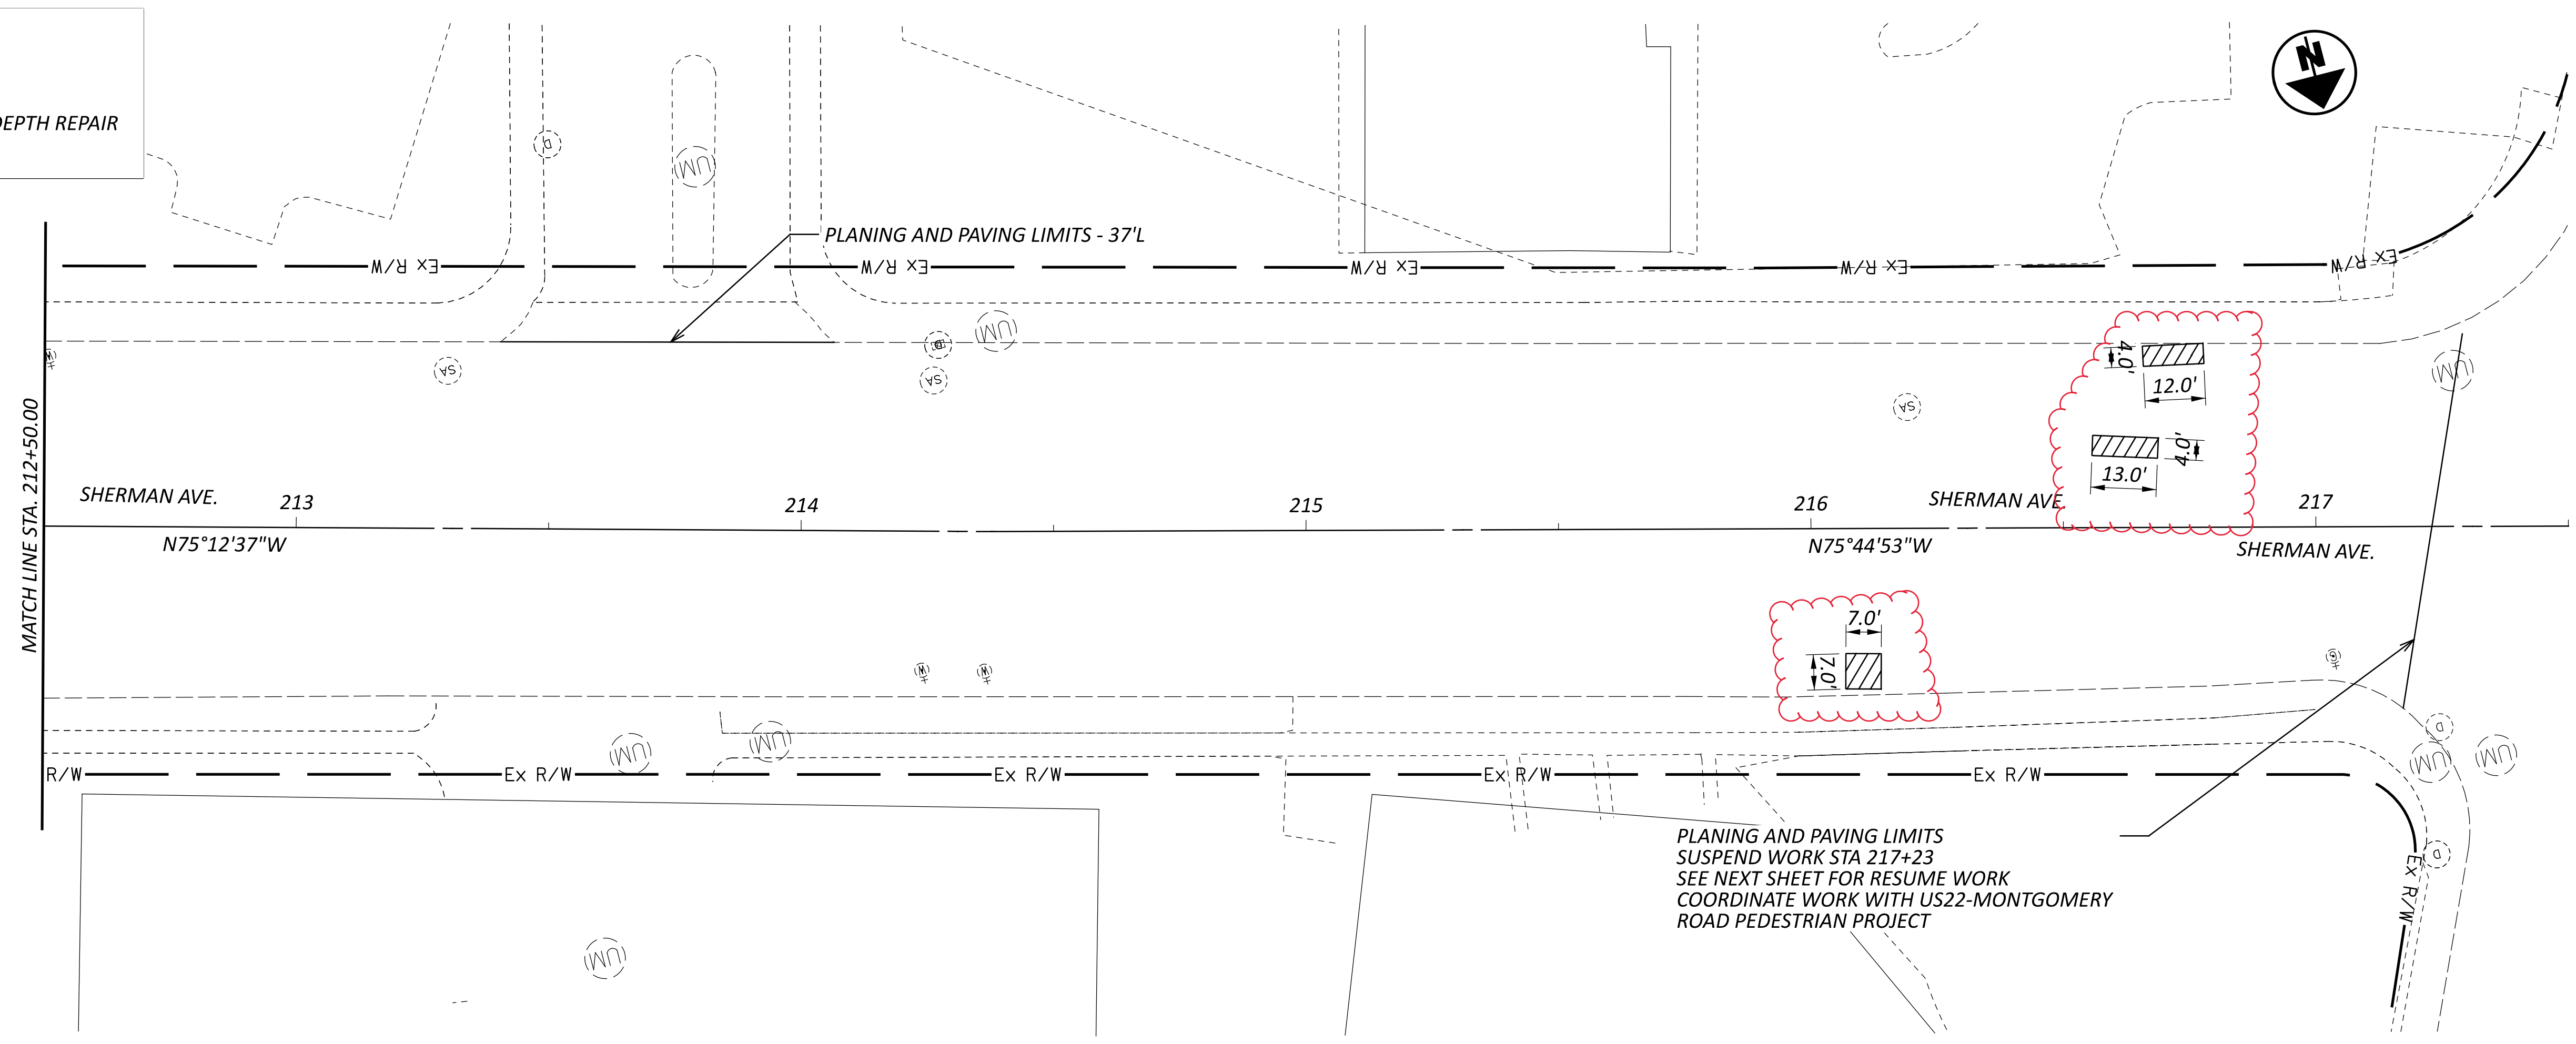 DEPTH REPAIR
N
D
UM
PLANING AND PAVING LIMITS - 37'L
Ex R/W
Ex R/W
Ex R/W
Ex R/W
Ex R/W
UM
D
W
SA
SA
SA
UM
4.0'
12.0'
4.0'
13.0'
MATCH LINE STA. 212+50.00
SHERMAN AVE.
213
214
215
216
SHERMAN AVE.
217
N75°12'37"W
N75°44'53"W
SHERMAN AVE.
7.0'
7.0'
W
W
UM
UM
D
UM
UM
R/W
Ex R/W
Ex R/W
Ex R/W
Ex R/W
PLANING AND PAVING LIMITS
SUSPEND WORK STA 217+23
SEE NEXT SHEET FOR RESUME WORK
COORDINATE WORK WITH US22-MONTGOMERY
ROAD PEDESTRIAN PROJECT
D
Ex R/W
UM